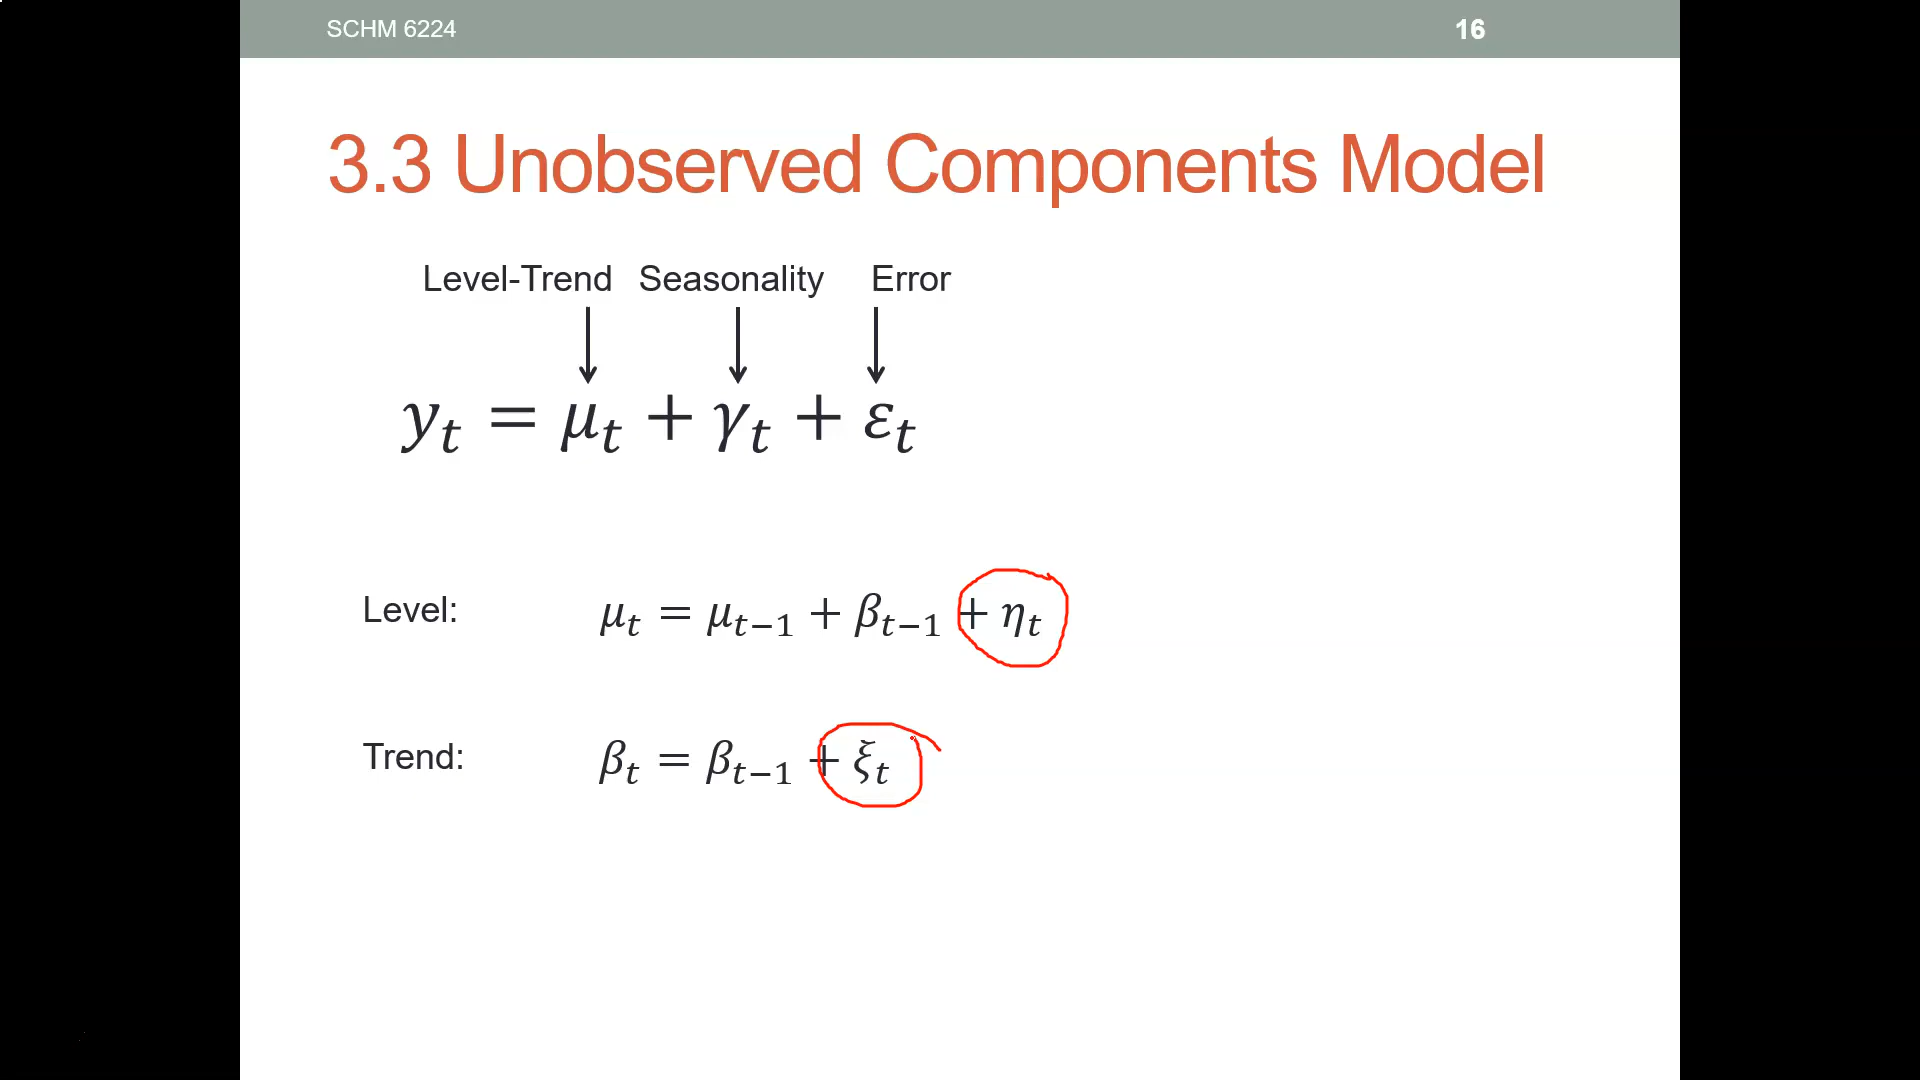 SCHM 6224 16
3.3 Unobserved Components Model
Level-Trend Seasonality Error
yₜ = μₜ + γₜ + εₜ
Level: μₜ = μₜ₋₁ + βₜ₋₁ + ηₜ
Trend: βₜ = βₜ₋₁ + ξₜ